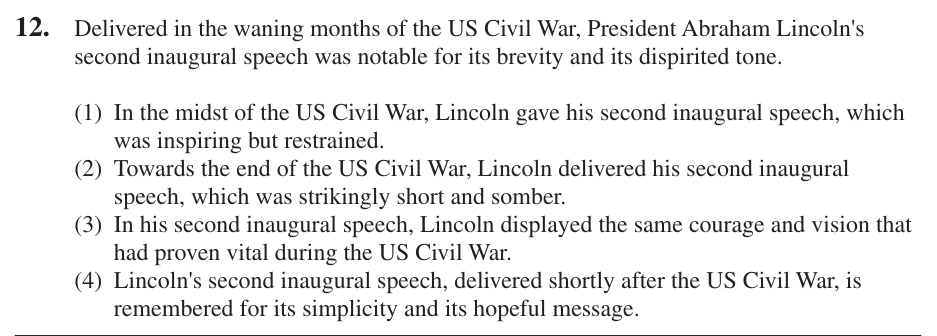 12. Delivered in the waning months of the US Civil War, President Abraham Lincoln's
second inaugural speech was notable for its brevity and its dispirited tone.
(1) In the midst of the US Civil War, Lincoln gave his second inaugural speech, which
was inspiring but restrained.
(2) Towards the end of the US Civil War, Lincoln delivered his second inaugural
speech, which was strikingly short and somber.
(3) In his second inaugural speech, Lincoln displayed the same courage and vision that
had proven vital during the US Civil War.
(4) Lincoln's second inaugural speech, delivered shortly after the US Civil War, is
remembered for its simplicity and its hopeful message.